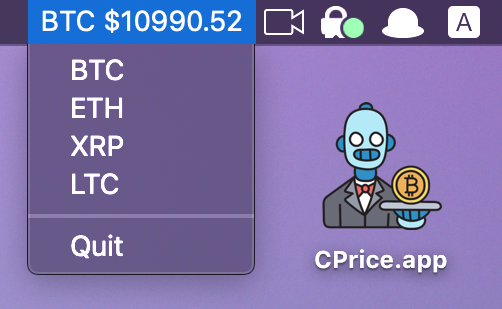 BTC $10990.52
A
BTC
ETH
XRP
LTC
Quit
CPrice.app